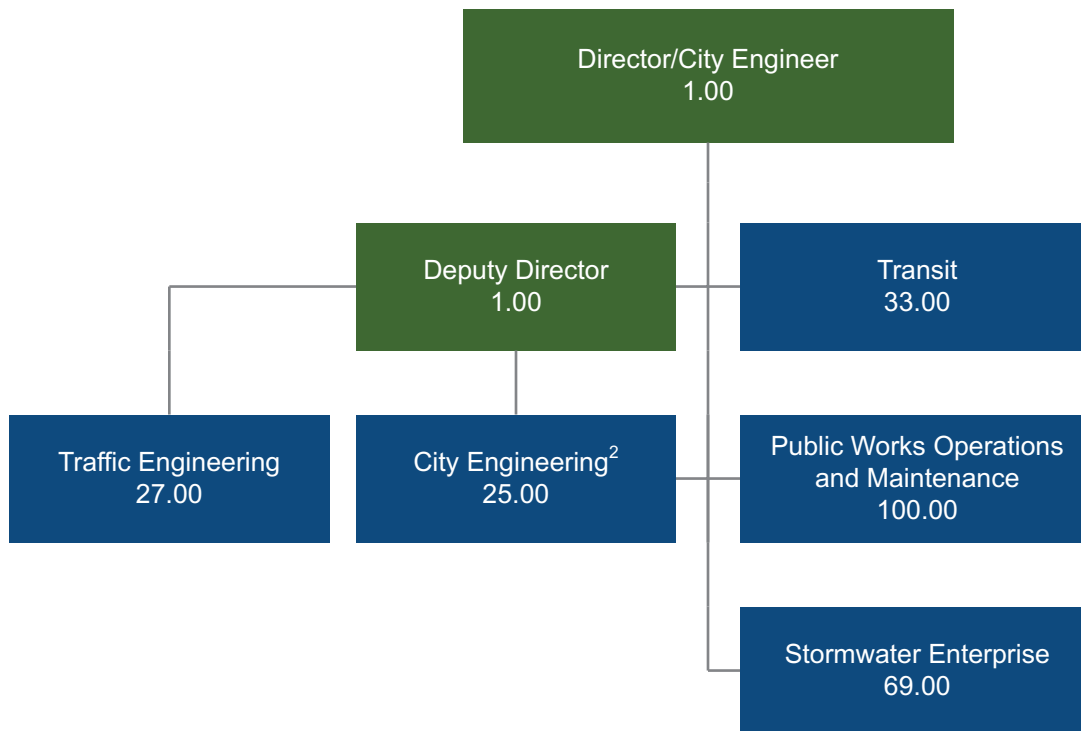 Director/City Engineer
1.00
Deputy Director
1.00
Transit
33.00
Traffic Engineering
27.00
City Engineering²
25.00
Public Works Operations
and Maintenance
100.00
Stormwater Enterprise
69.00